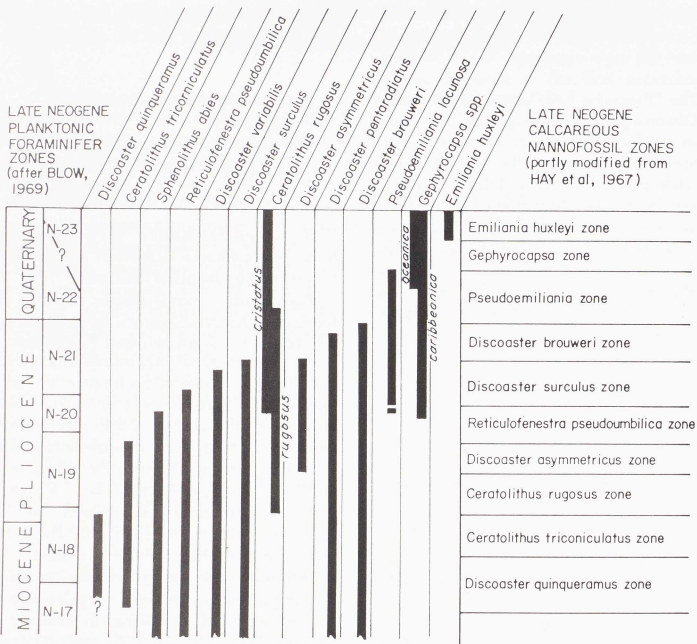 LATE NEOGENE
PLANKTONIC
FORAMINIFER
ZONES
(after BLOW,
1969)
Discoaster quinqueramus
Ceratolithus tricorniculatus
Sphenolithus abies
Reticulofenestra pseudoumbilica
Discoaster variabilis
Discoaster surculus
Ceratolithus rugosus
Discoaster asymmetricus
Discoaster pentaradiatus
Discoaster brouweri
Pseudoemiliania lacunosa
Gephyrocapsa spp.
Emiliania huxleyi
LATE NEOGENE
CALCAREOUS
NANNOFOSSIL ZONES
(partly modified from
HAY et al, 1967)
QUATERNARY
PLIOCENE
MIOCENE
N-23
?
N-22
N-21
N-20
N-19
N-18
N-17
?
cristatus
rugosus
oceanica
caribbeanica
Emiliania huxleyi zone
Gephyrocapsa zone
Pseudoemiliania zone
Discoaster brouweri zone
Discoaster surculus zone
Reticulofenestra pseudoumbilica zone
Discoaster asymmetricus zone
Ceratolithus rugosus zone
Ceratolithus triconiculatus zone
Discoaster quinqueramus zone